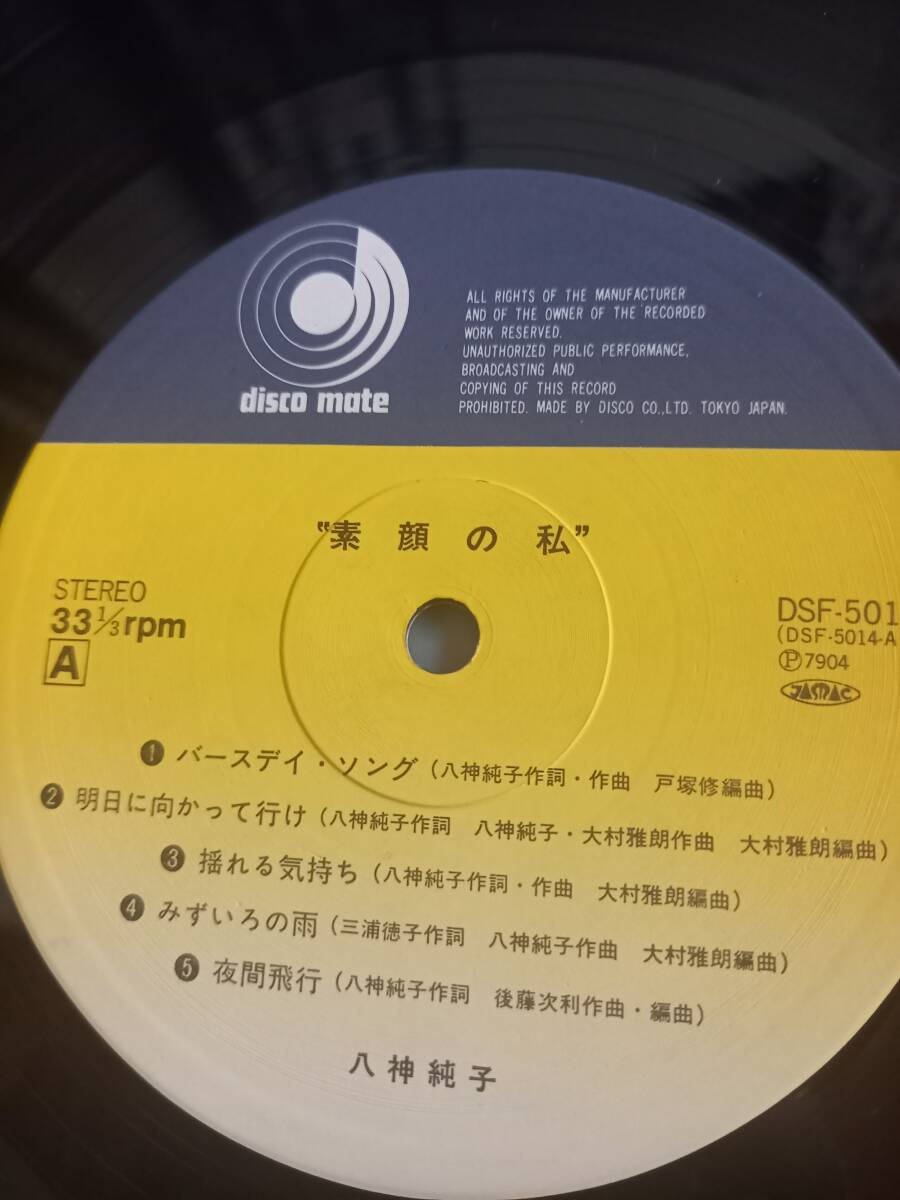 disco mate
ALL RIGHTS OF THE MANUFACTURER
AND OF THE OWNER OF THE RECORDED
WORK RESERVED.
UNAUTHORIZED PUBLIC PERFORMANCE,
BROADCASTING AND
COPYING OF THIS RECORD
PROHIBITED. MADE BY DISCO CO.,LTD. TOKYO JAPAN.
"素顔の私"
STEREO
33 1/3 rpm
A
DSF-501
(DSF-5014-A
Ⓟ7904
JASRAC
❶ バースデイ・ソング (八神純子作詞・作曲 戸塚修編曲)
❷ 明日に向かって行け (八神純子作詞 八神純子・大村雅朗作曲 大村雅朗編曲)
❸ 揺れる気持ち (八神純子作詞・作曲 大村雅朗編曲)
❹ みずいろの雨 (三浦徳子作詞 八神純子作曲 大村雅朗編曲)
❺ 夜間飛行 (八神純子作詞 後藤次利作曲・編曲)
八神純子